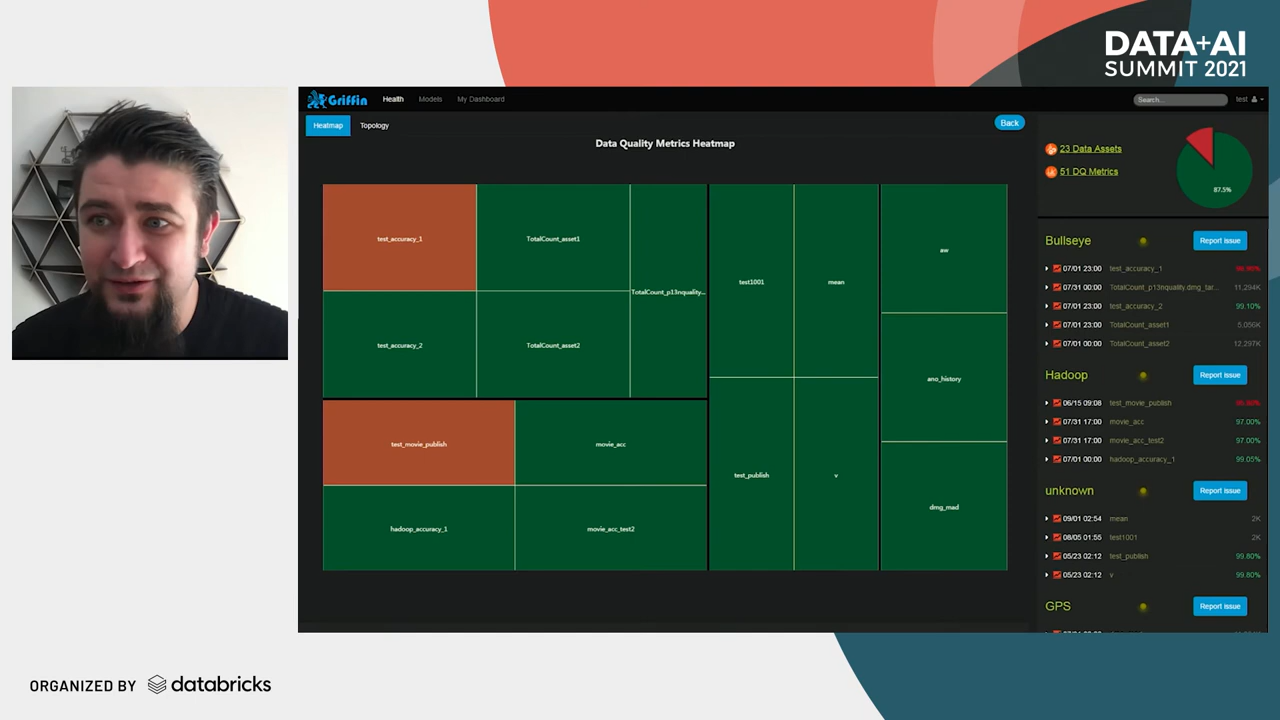 DATA+AI
SUMMIT 2021
Griffin Health Models My Dashboard Search... test
Heatmap Topology Back
Data Quality Metrics Heatmap
test_accuracy_1
TotalCount_asset1
TotalCount_p13nquality...
test_accuracy_2
TotalCount_asset2
test_movie_publish
movie_acc
hadoop_accuracy_1
movie_acc_test2
test1001
mean
test_publish
v
aw
ano_history
dmg_mad
23 Data Assets
51 DQ Metrics
87.5%
Bullseye Report issue
07/01 23:00 test_accuracy_1
07/31 00:00 TotalCount_p13nquality.dmg_tar... 11,294K
07/01 23:00 test_accuracy_2 99.10%
07/01 23:00 TotalCount_asset1 5,056K
07/01 00:00 TotalCount_asset2 12,297K
Hadoop Report issue
06/15 09:08 test_movie_publish
07/31 17:00 movie_acc 97.00%
07/31 17:00 movie_acc_test2 97.00%
07/01 00:00 hadoop_accuracy_1 99.05%
unknown Report issue
09/01 02:54 mean 2K
08/05 01:55 test1001 2K
05/23 02:12 test_publish 99.80%
05/23 02:12 v 99.80%
GPS Report issue
ORGANIZED BY databricks